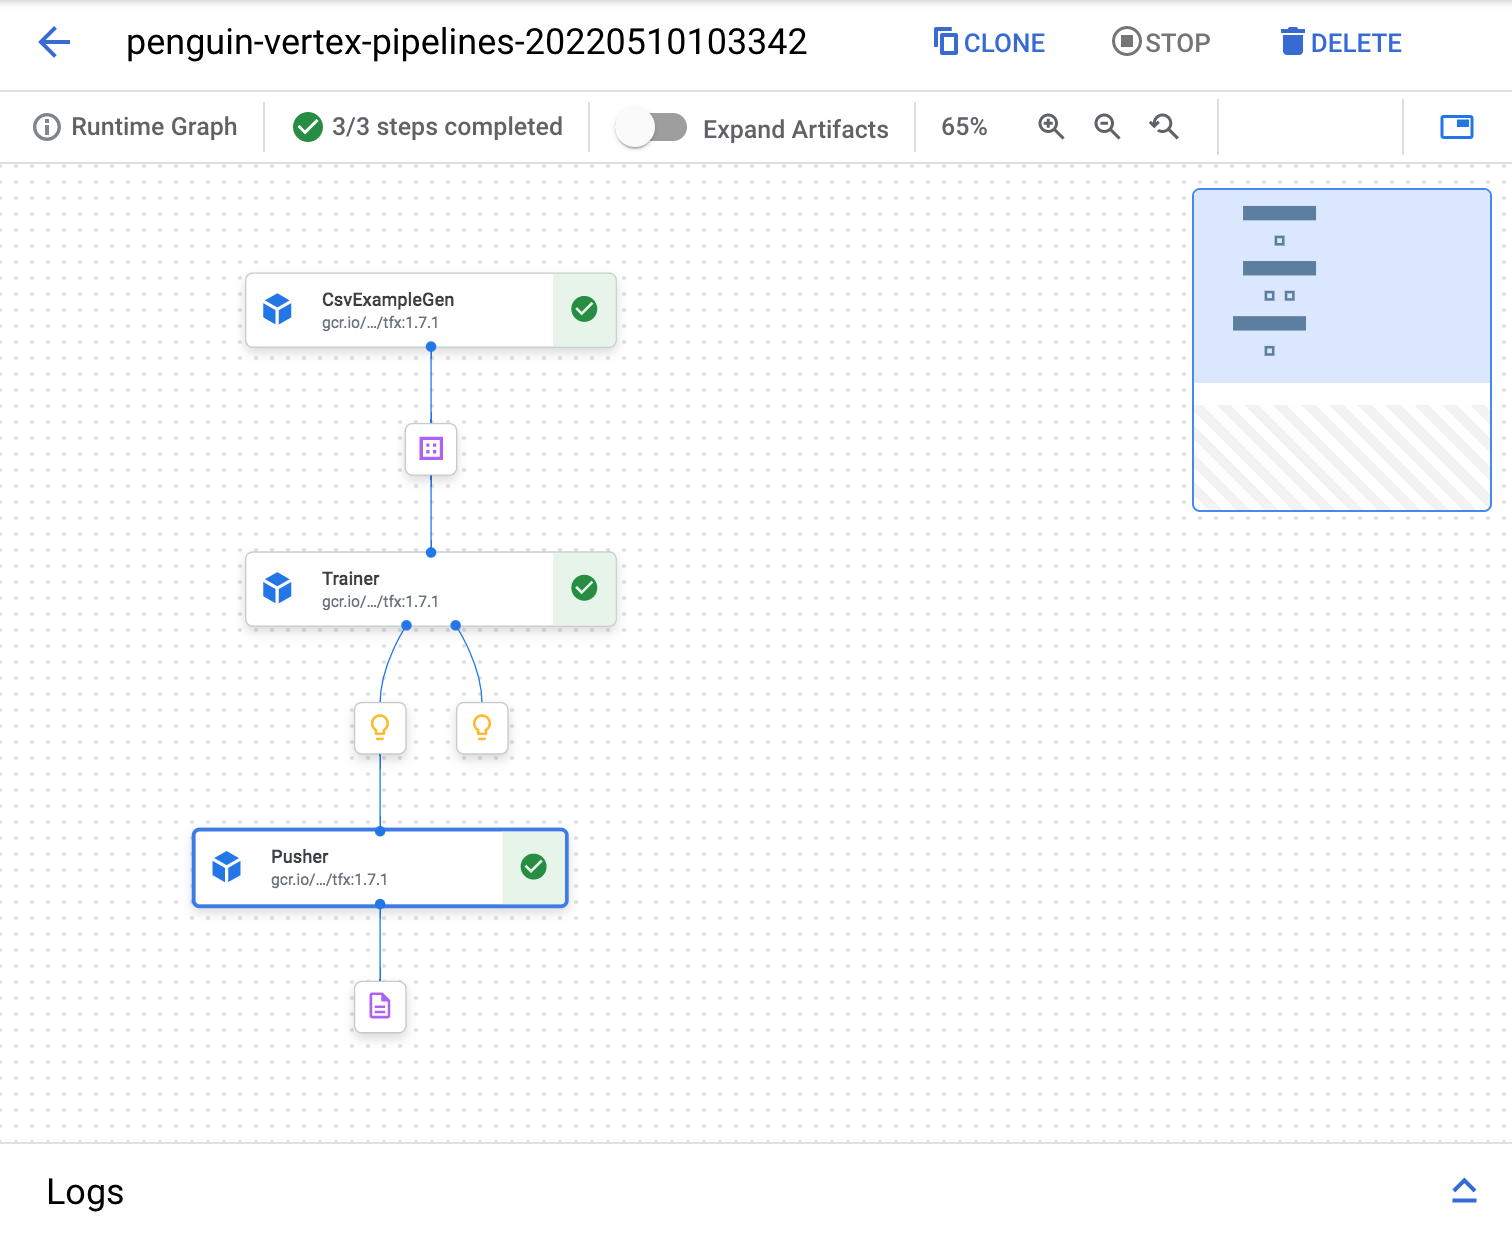 penguin-vertex-pipelines-20220510103342
CLONE
STOP
DELETE
Runtime Graph
3/3 steps completed
Expand Artifacts
65%
CsvExampleGen
gcr.io/.../tfx:1.7.1
Trainer
gcr.io/.../tfx:1.7.1
Pusher
gcr.io/.../tfx:1.7.1
Logs